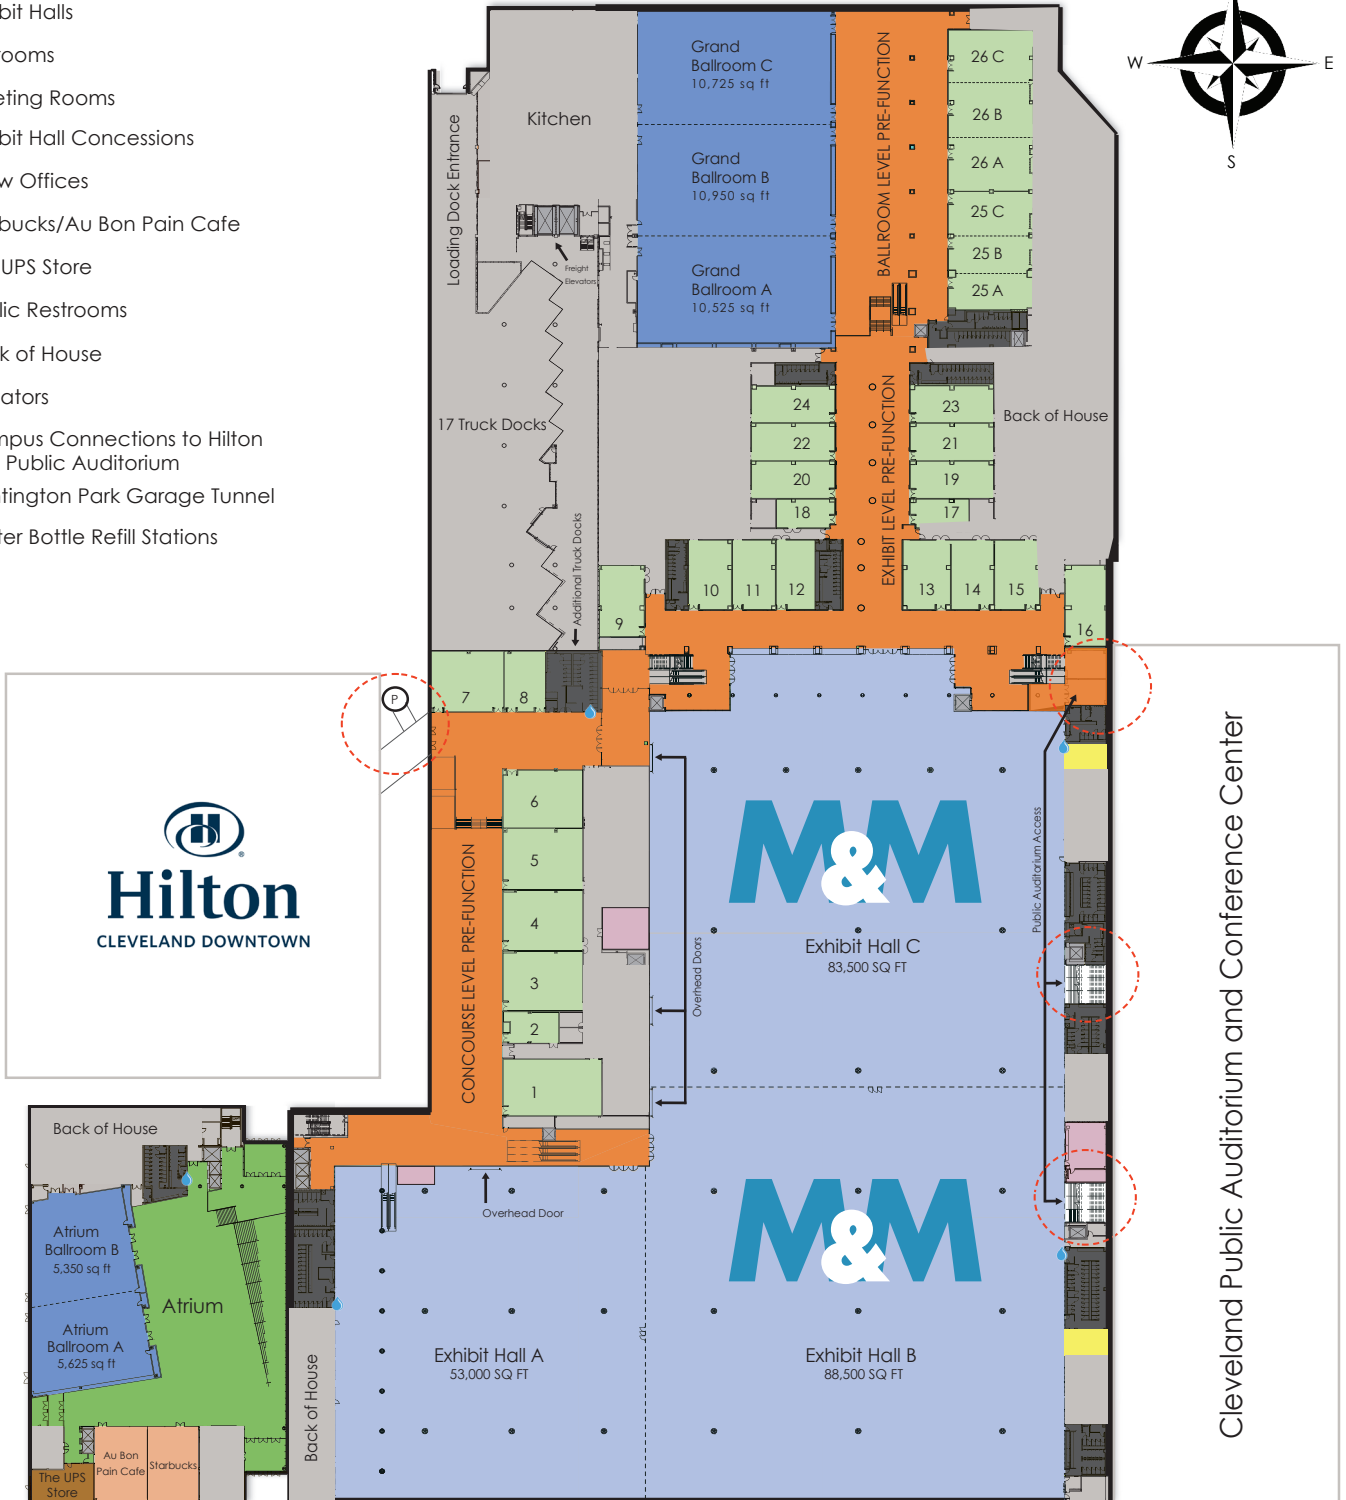 bit Halls
ooms
eting Rooms
bit Hall Concessions
w Offices
bucks/Au Bon Pain Cafe
UPS Store
lic Restrooms
k of House
ators
mpus Connections to Hilton
Public Auditorium
ntington Park Garage Tunnel
ter Bottle Refill Stations
W
E
S
Grand
Ballroom C
10,725 sq ft
Grand
Ballroom B
10,950 sq ft
Grand
Ballroom A
10,525 sq ft
Kitchen
Loading Dock Entrance
Freight
Elevators
BALLROOM LEVEL PRE-FUNCTION
26 C
26 B
26 A
25 C
25 B
25 A
17 Truck Docks
Additional Truck Docks
24
22
20
18
EXHIBIT LEVEL PRE-FUNCTION
23
21
19
17
Back of House
9
10
11
12
13
14
15
16
7
8
P
Hilton
CLEVELAND DOWNTOWN
6
5
4
3
2
1
CONCOURSE LEVEL PRE-FUNCTION
Overhead Doors
M&M
Exhibit Hall C
83,500 SQ FT
Public Auditorium Access
Cleveland Public Auditorium and Conference Center
Back of House
Atrium
Ballroom B
5,350 sq ft
Atrium
Ballroom A
5,625 sq ft
Atrium
Au Bon
Pain Cafe
Starbucks
The UPS
Store
Back of House
Overhead Door
Exhibit Hall A
53,000 SQ FT
M&M
Exhibit Hall B
88,500 SQ FT